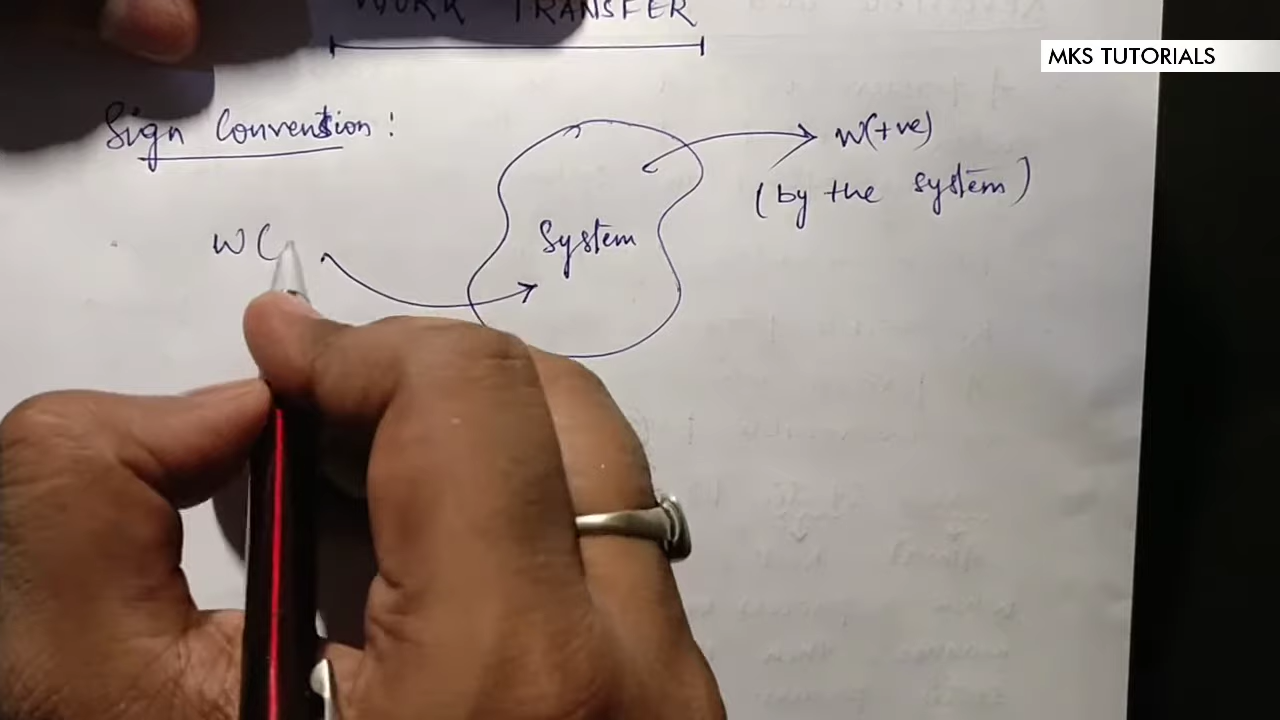 WORK TRANSFER
MKS TUTORIALS
Sign Convention :
W(+ve)
(by the system)
System
W(